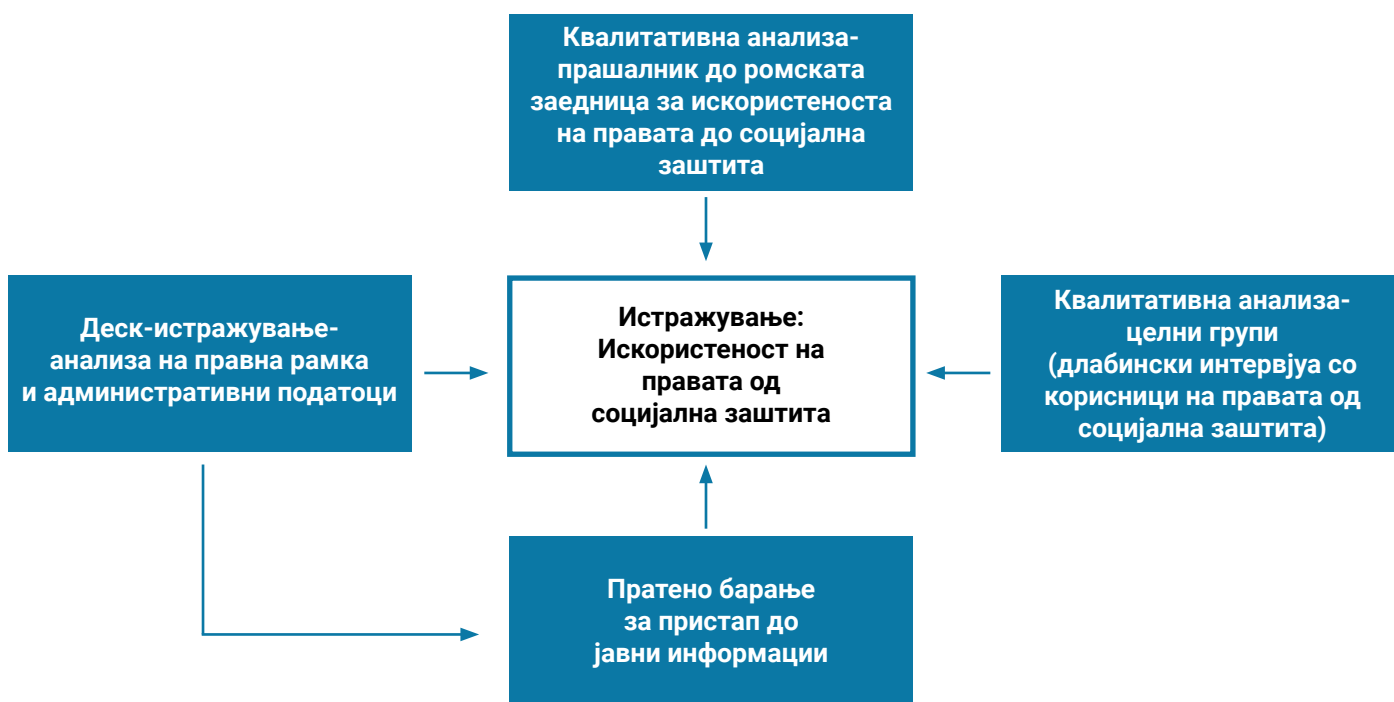 Квалитативна анализа-
прашалник до ромската
заедница за искористеноста
на правата до социјална
заштита
Деск-истражување-
анализа на правна рамка
и административни податоци
Истражување:
Искористеност на
правата од
социјална заштита
Квалитативна анализа-
целни групи
(длабински интервјуа со
корисници на правата од
социјална заштита)
Пратено барање
за пристап до
јавни информации